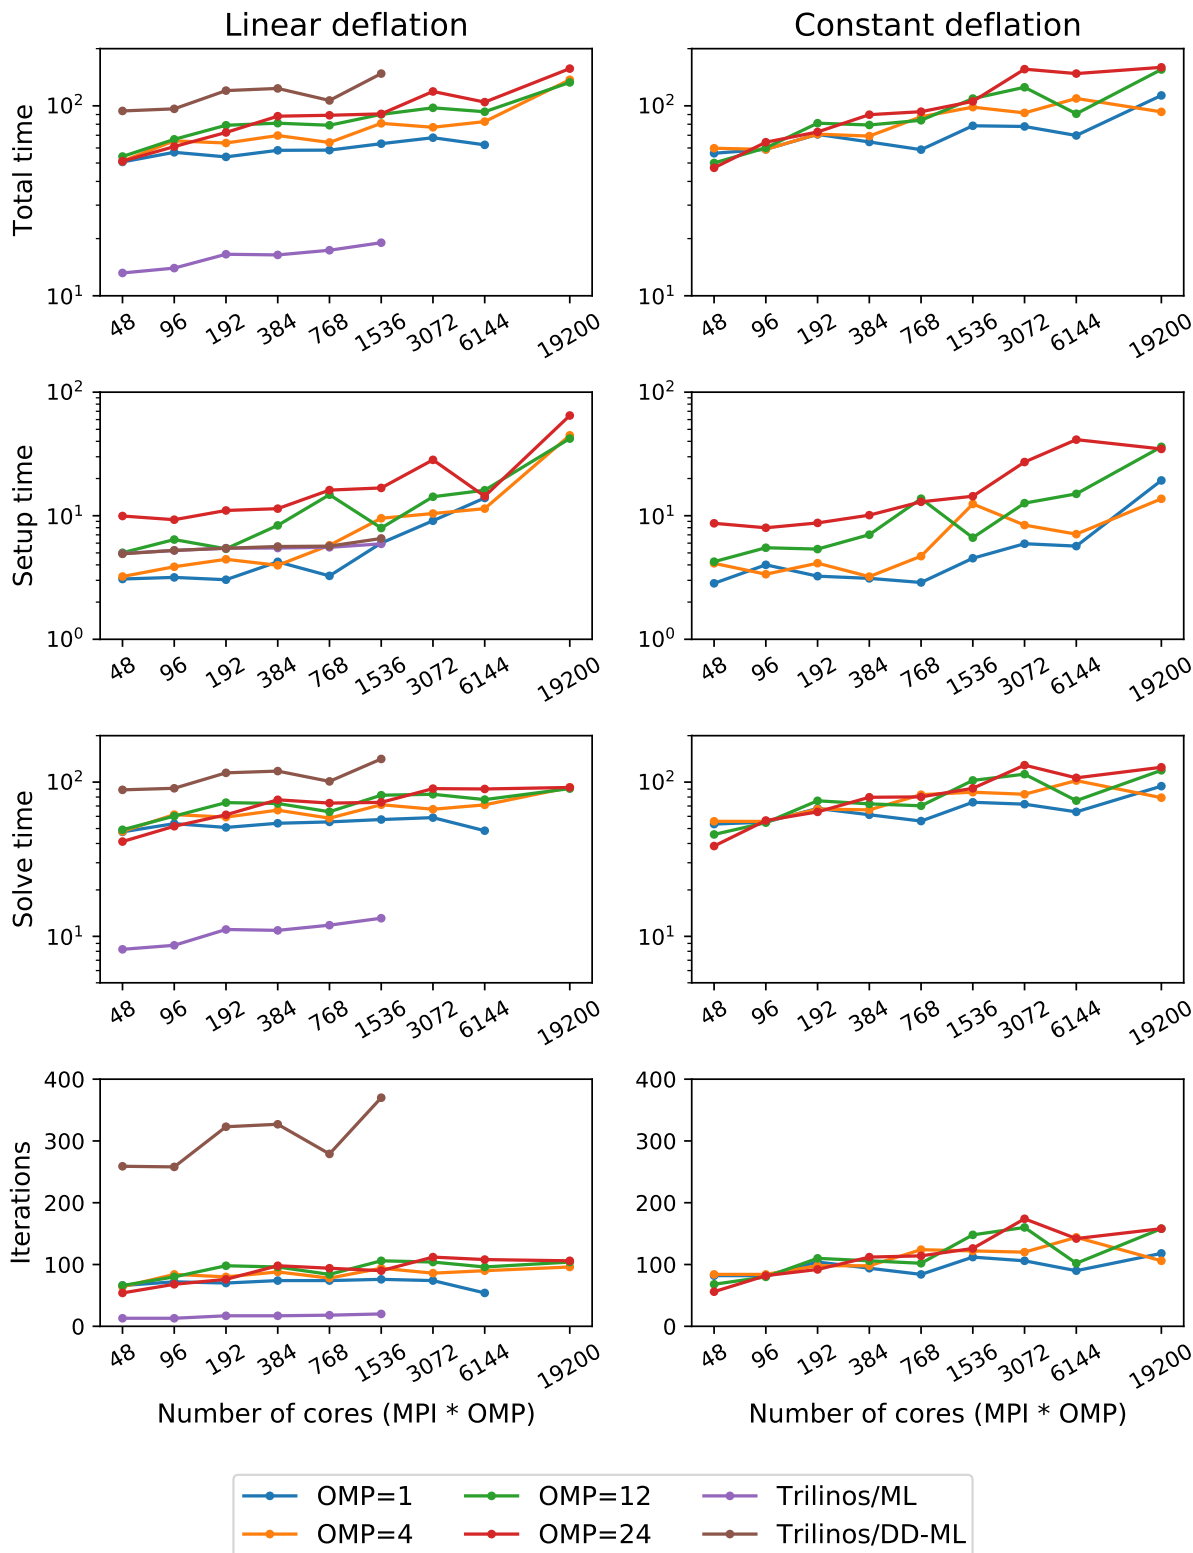 Linear deflation
Constant deflation
Total time
10²
10¹
48 96 192 384 768 1536 3072 6144 19200
10²
10¹
48 96 192 384 768 1536 3072 6144 19200
Setup time
10²
10¹
10⁰
48 96 192 384 768 1536 3072 6144 19200
10²
10¹
10⁰
48 96 192 384 768 1536 3072 6144 19200
Solve time
10²
10¹
48 96 192 384 768 1536 3072 6144 19200
10²
10¹
48 96 192 384 768 1536 3072 6144 19200
Iterations
400
300
200
100
0
48 96 192 384 768 1536 3072 6144 19200
Number of cores (MPI * OMP)
400
300
200
100
0
48 96 192 384 768 1536 3072 6144 19200
Number of cores (MPI * OMP)
OMP=1 OMP=12 Trilinos/ML
OMP=4 OMP=24 Trilinos/DD-ML